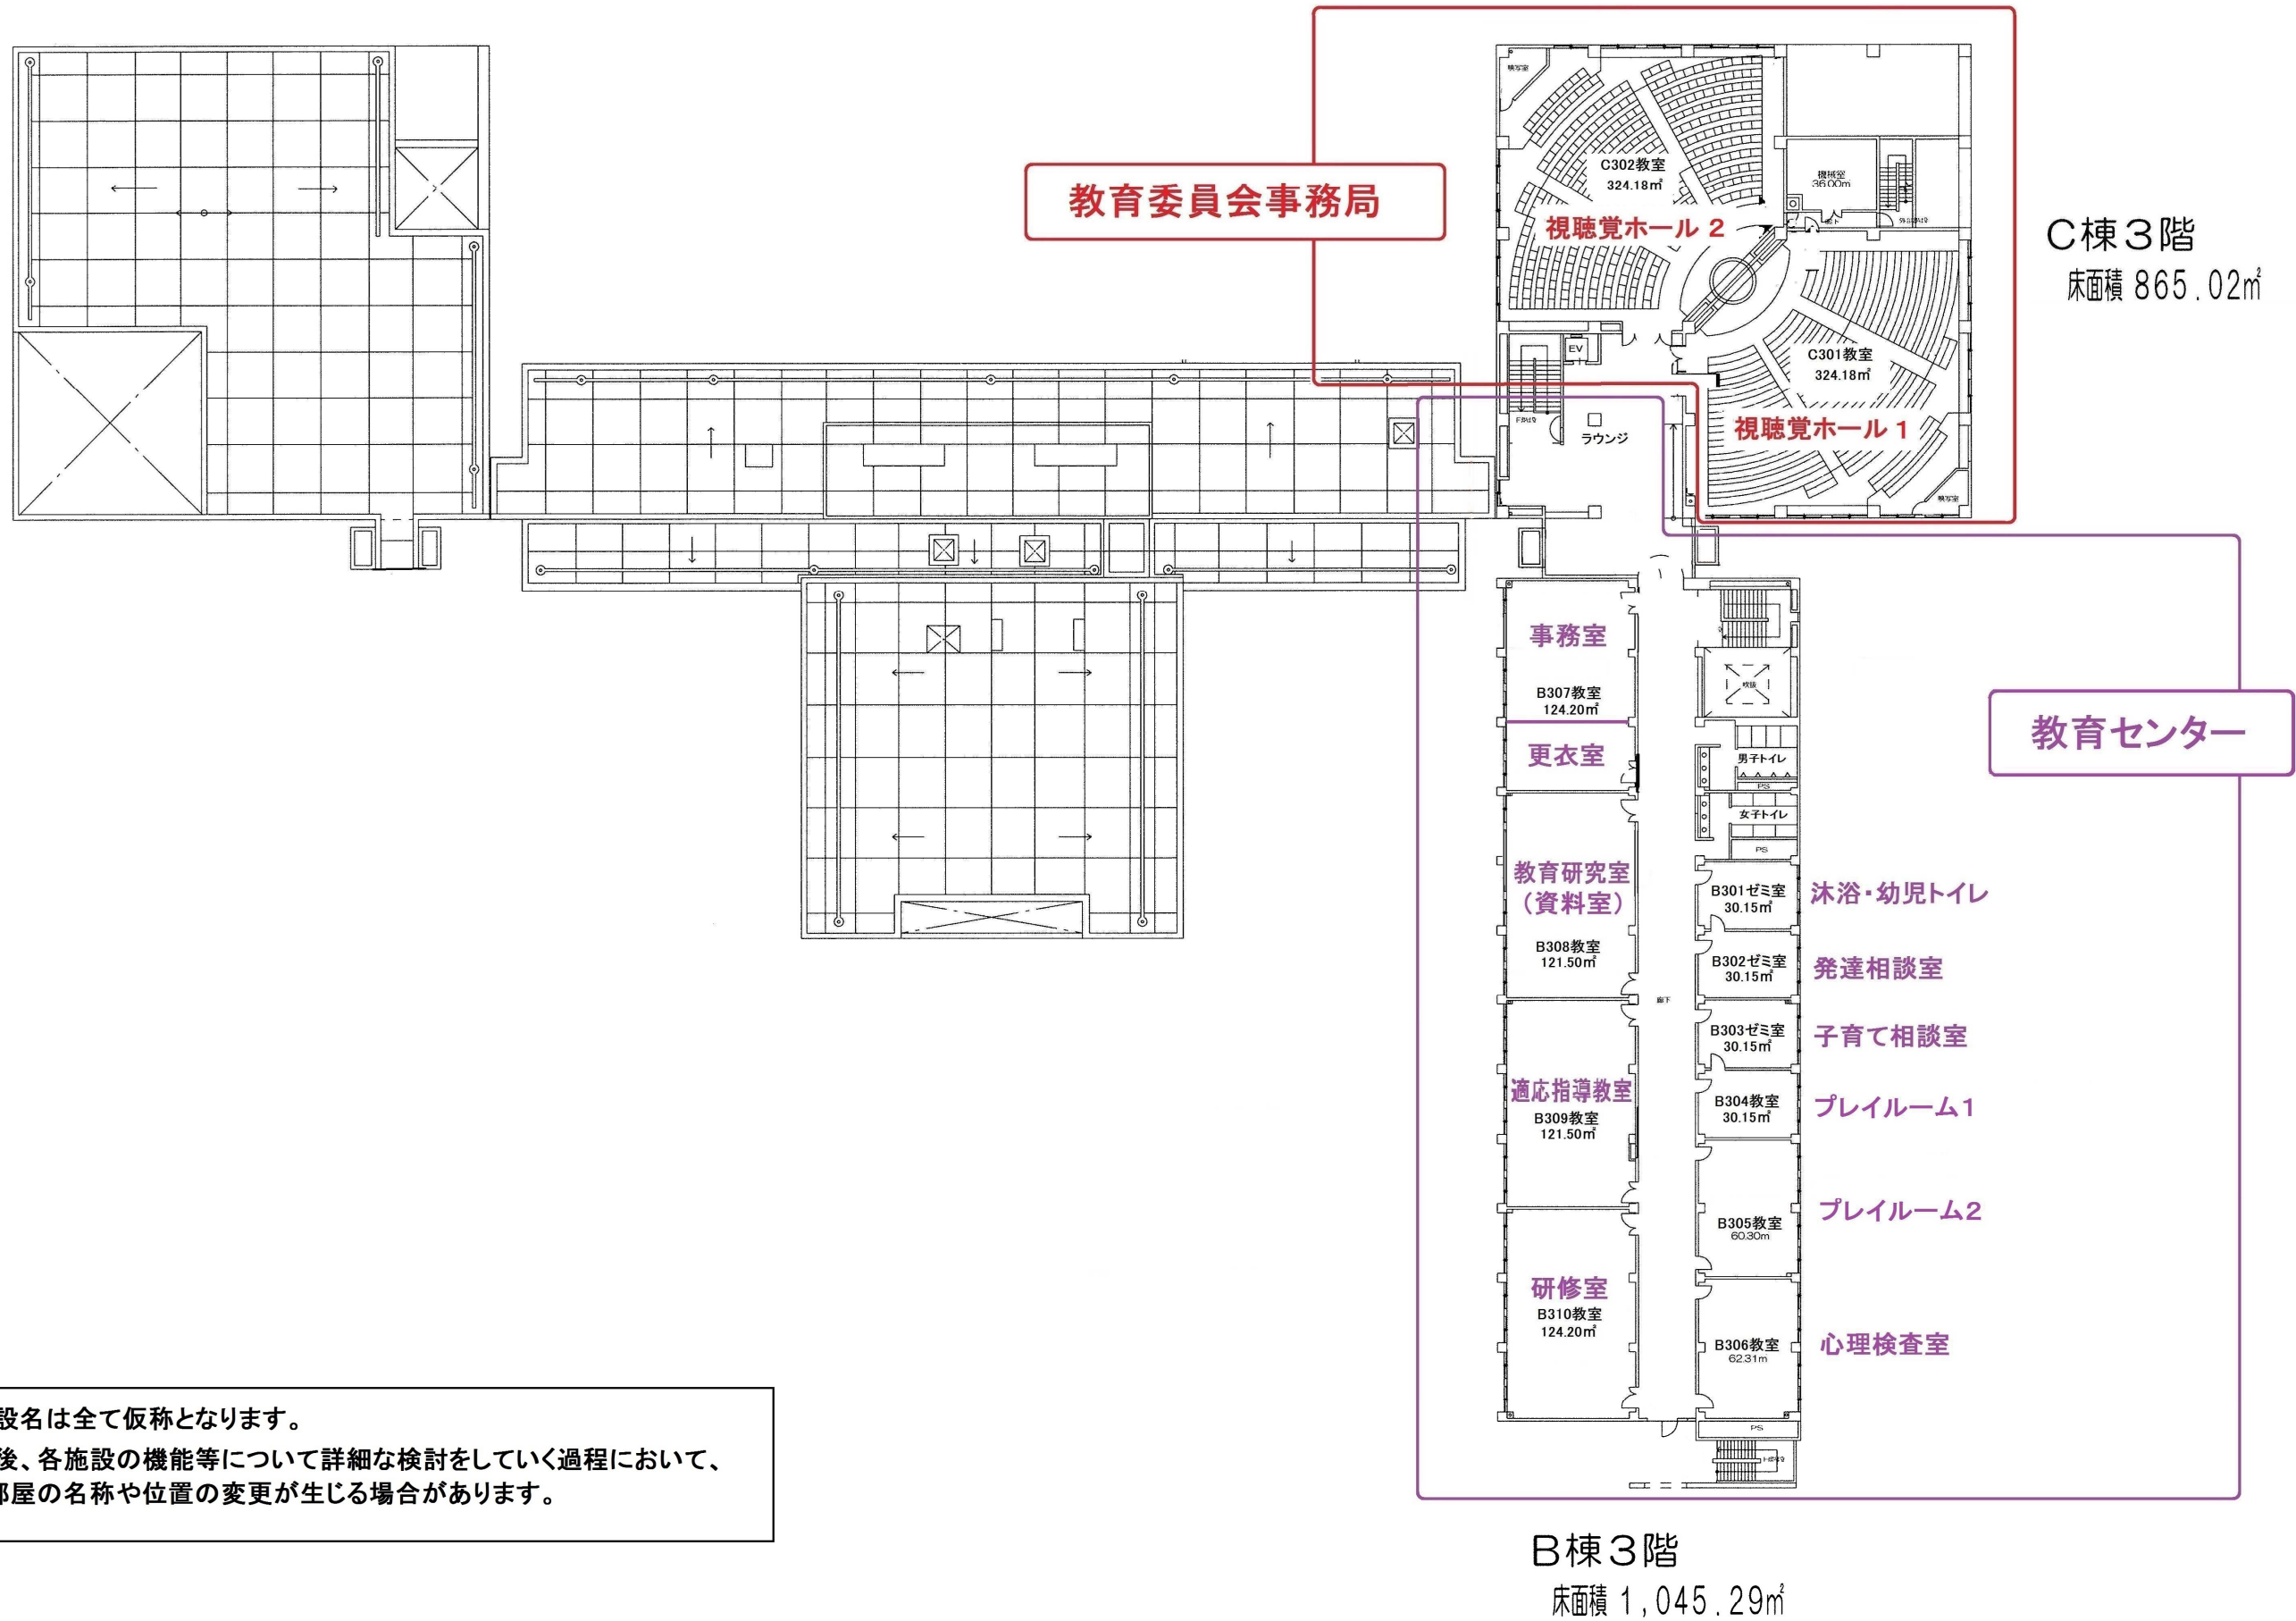 映写室
C302教室
324.18㎡
視聴覚ホール 2
機械室
36.00m
教育委員会事務局
C棟3階
床面積 865.02㎡
EV
C301教室
324.18㎡
視聴覚ホール 1
ラウンジ
映写室
事務室
B307教室
124.20㎡
吹抜
更衣室
男子トイレ
PS
女子トイレ
PS
教育センター
教育研究室
(資料室)
B308教室
121.50㎡
B301ゼミ室
30.15㎡
沐浴・幼児トイレ
B302ゼミ室
30.15㎡
発達相談室
廊下
B303ゼミ室
30.15㎡
子育て相談室
適応指導教室
B309教室
121.50㎡
B304教室
30.15㎡
プレイルーム1
B305教室
60.30m
プレイルーム2
研修室
B310教室
124.20㎡
B306教室
62.31m
心理検査室
PS
設名は全て仮称となります。
後、各施設の機能等について詳細な検討をしていく過程において、
部屋の名称や位置の変更が生じる場合があります。
B棟3階
床面積 1,045.29㎡